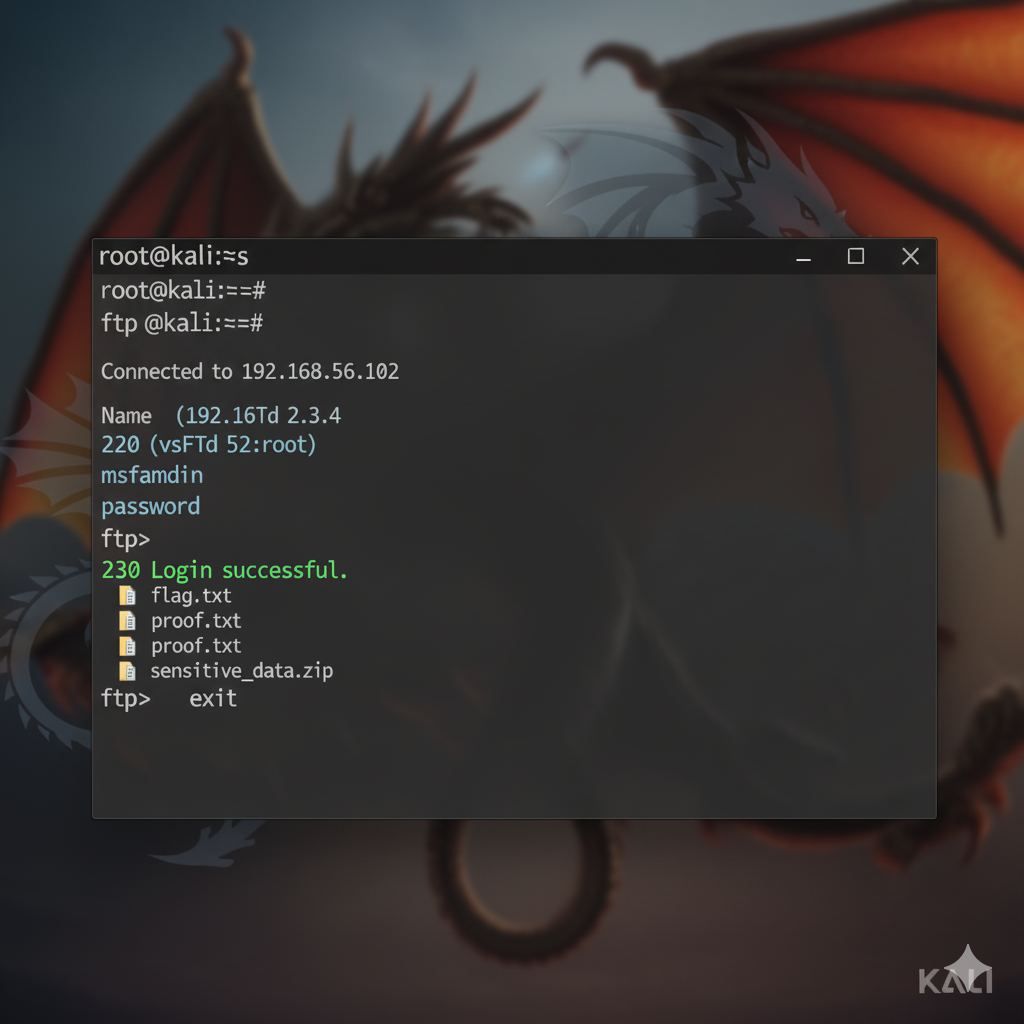 root@kali:≈s
root@kali:==#
ftp @kali:≈=#
Connected to 192.168.56.102
Name (192.16Td 2.3.4
220 (vsFTd 52:root)
msfamdin
password
ftp>
230 Login successful.
flag.txt
proof.txt
proof.txt
sensitive_data.zip
ftp> exit
KALI